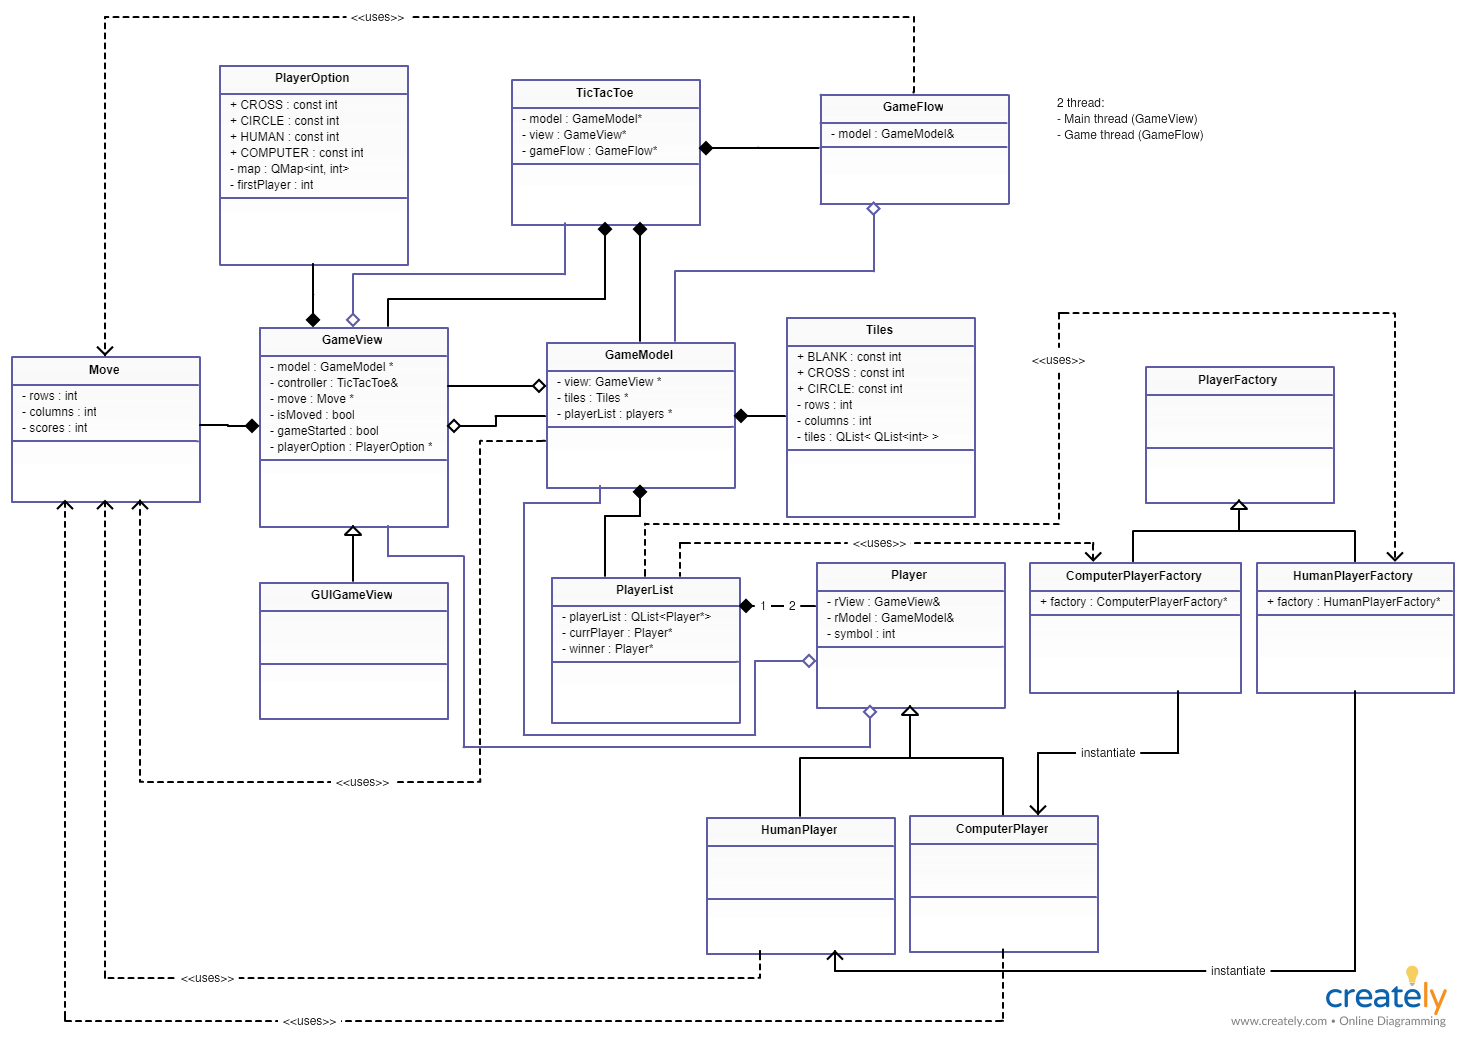 <<uses>>
PlayerOption
+ CROSS : const int
+ CIRCLE : const int
+ HUMAN : const int
+ COMPUTER : const int
- map : QMap<int, int>
- firstPlayer : int
TicTacToe
- model : GameModel*
- view : GameView*
- gameFlow : GameFlow*
GameFlow
- model : GameModel&
2 thread:
- Main thread (GameView)
- Game thread (GameFlow)
Move
- rows : int
- columns : int
- scores : int
GameView
- model : GameModel *
- controller : TicTacToe&
- move : Move *
- isMoved : bool
- gameStarted : bool
- playerOption : PlayerOption *
GameModel
- view: GameView *
- tiles : Tiles *
- playerList : players *
Tiles
+ BLANK : const int
+ CROSS : const int
+ CIRCLE: const int
- rows : int
- columns : int
- tiles : QList< QList<int> >
<<uses>>
PlayerFactory
<<uses>>
GUIGameView
PlayerList
- playerList : QList<Player*>
- currPlayer : Player*
- winner : Player*
1
2
Player
- rView : GameView&
- rModel : GameModel&
- symbol : int
ComputerPlayerFactory
+ factory : ComputerPlayerFactory*
HumanPlayerFactory
+ factory : HumanPlayerFactory*
instantiate
<<uses>>
HumanPlayer
ComputerPlayer
<<uses>>
instantiate
<<uses>>
creately
www.creately.com • Online Diagramming